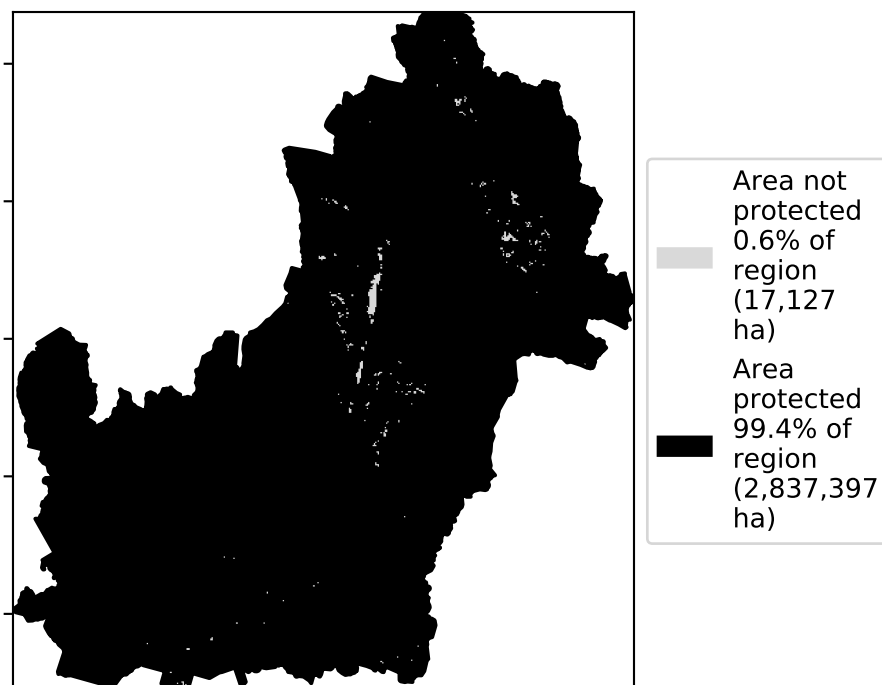 Area not
protected
0.6% of
region
(17,127
ha)
Area
protected
99.4% of
region
(2,837,397
ha)